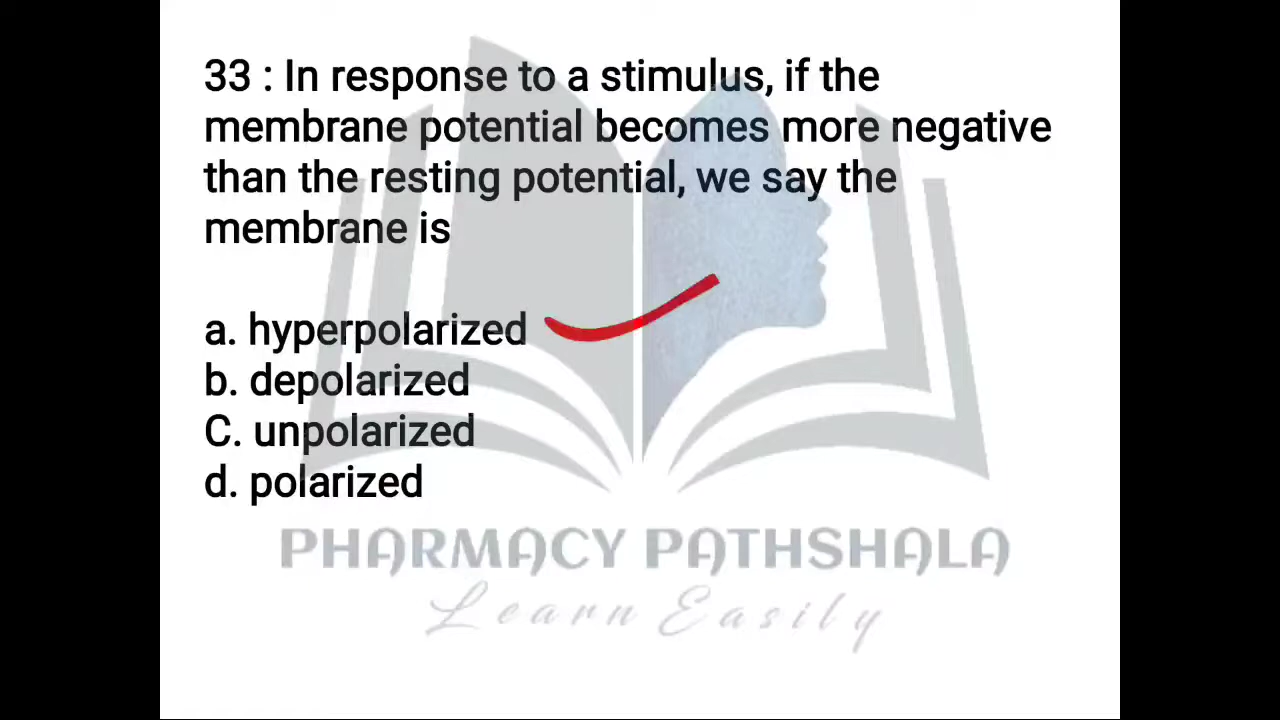 33 : In response to a stimulus, if the
membrane potential becomes more negative
than the resting potential, we say the
membrane is
a. hyperpolarized
b. depolarized
C. unpolarized
d. polarized
PHARMACY PATHSHALA
Learn Easily